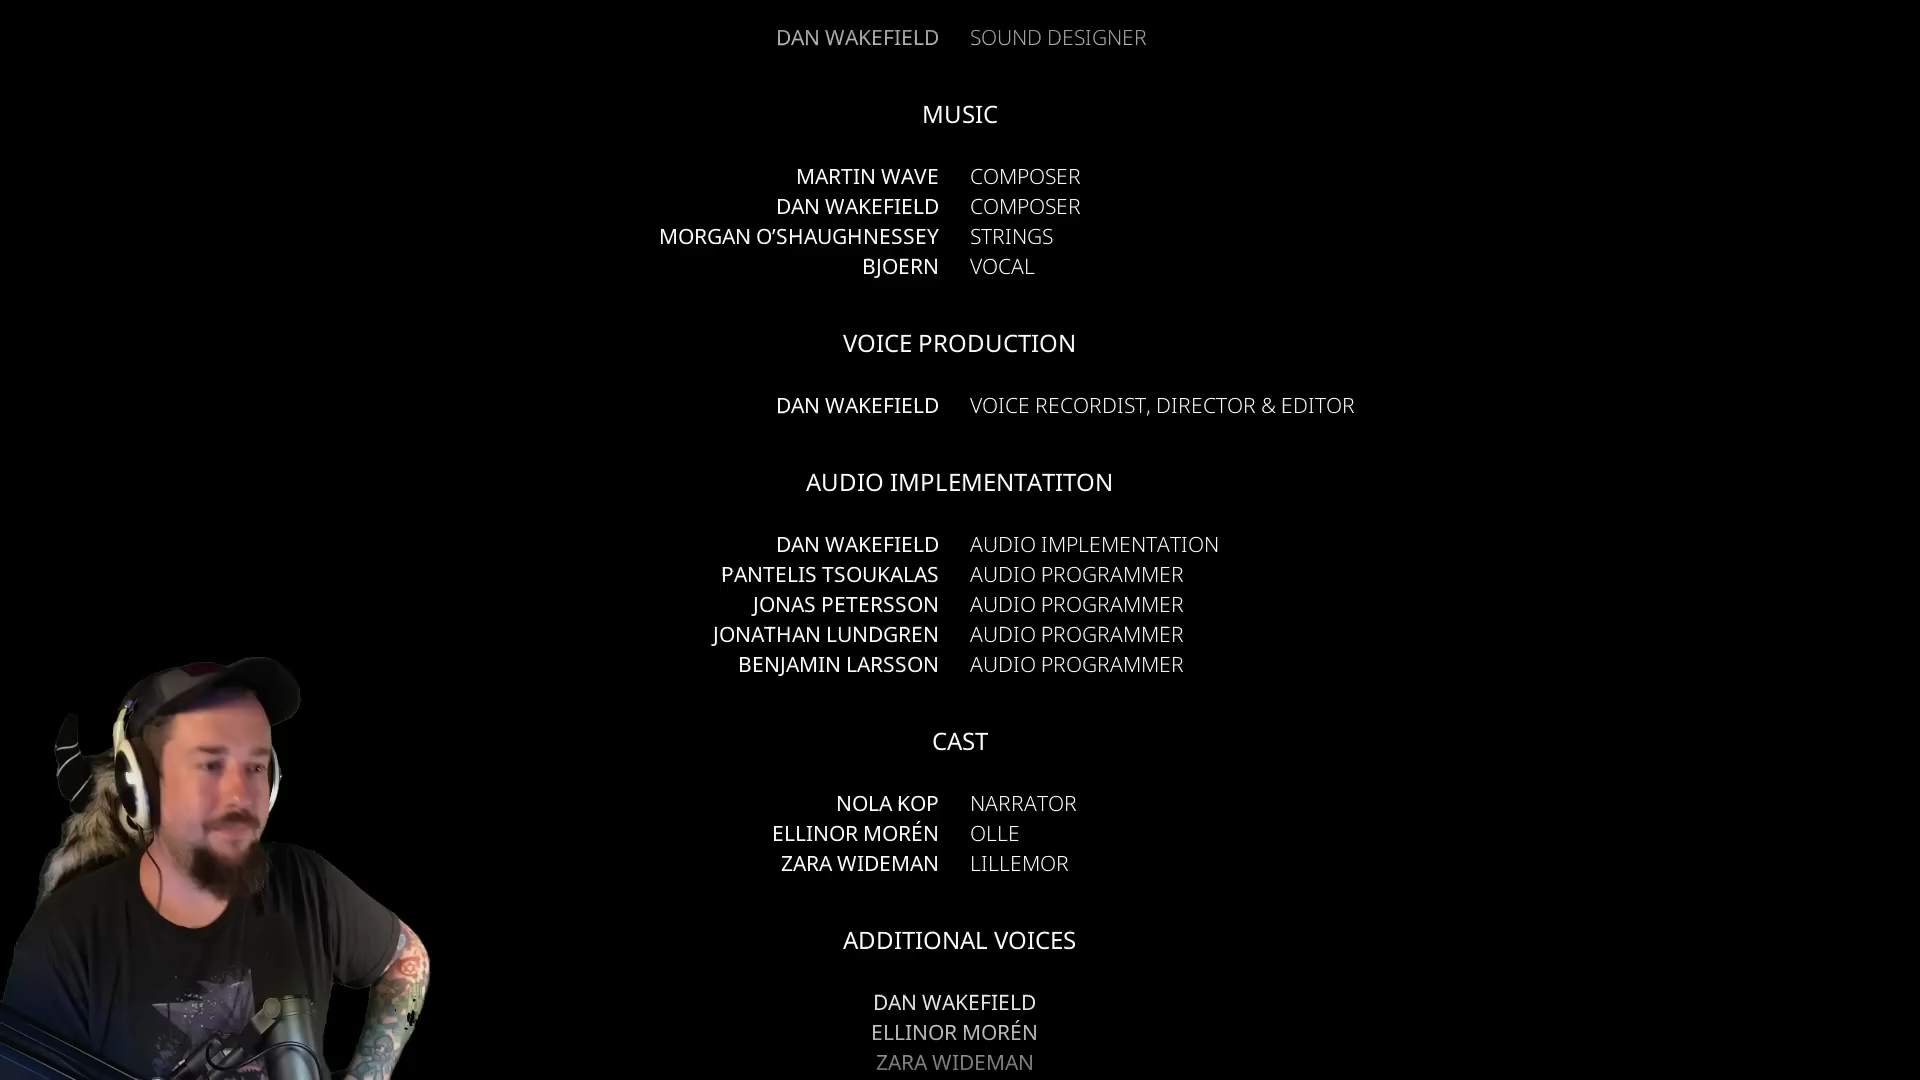 DAN WAKEFIELD SOUND DESIGNER
MUSIC
MARTIN WAVE COMPOSER
DAN WAKEFIELD COMPOSER
MORGAN O’SHAUGHNESSEY STRINGS
BJOERN VOCAL
VOICE PRODUCTION
DAN WAKEFIELD VOICE RECORDIST, DIRECTOR & EDITOR
AUDIO IMPLEMENTATITON
DAN WAKEFIELD AUDIO IMPLEMENTATION
PANTELIS TSOUKALAS AUDIO PROGRAMMER
JONAS PETERSSON AUDIO PROGRAMMER
JONATHAN LUNDGREN AUDIO PROGRAMMER
BENJAMIN LARSSON AUDIO PROGRAMMER
CAST
NOLA KOP NARRATOR
ELLINOR MORÉN OLLE
ZARA WIDEMAN LILLEMOR
ADDITIONAL VOICES
DAN WAKEFIELD
ELLINOR MORÉN
ZARA WIDEMAN